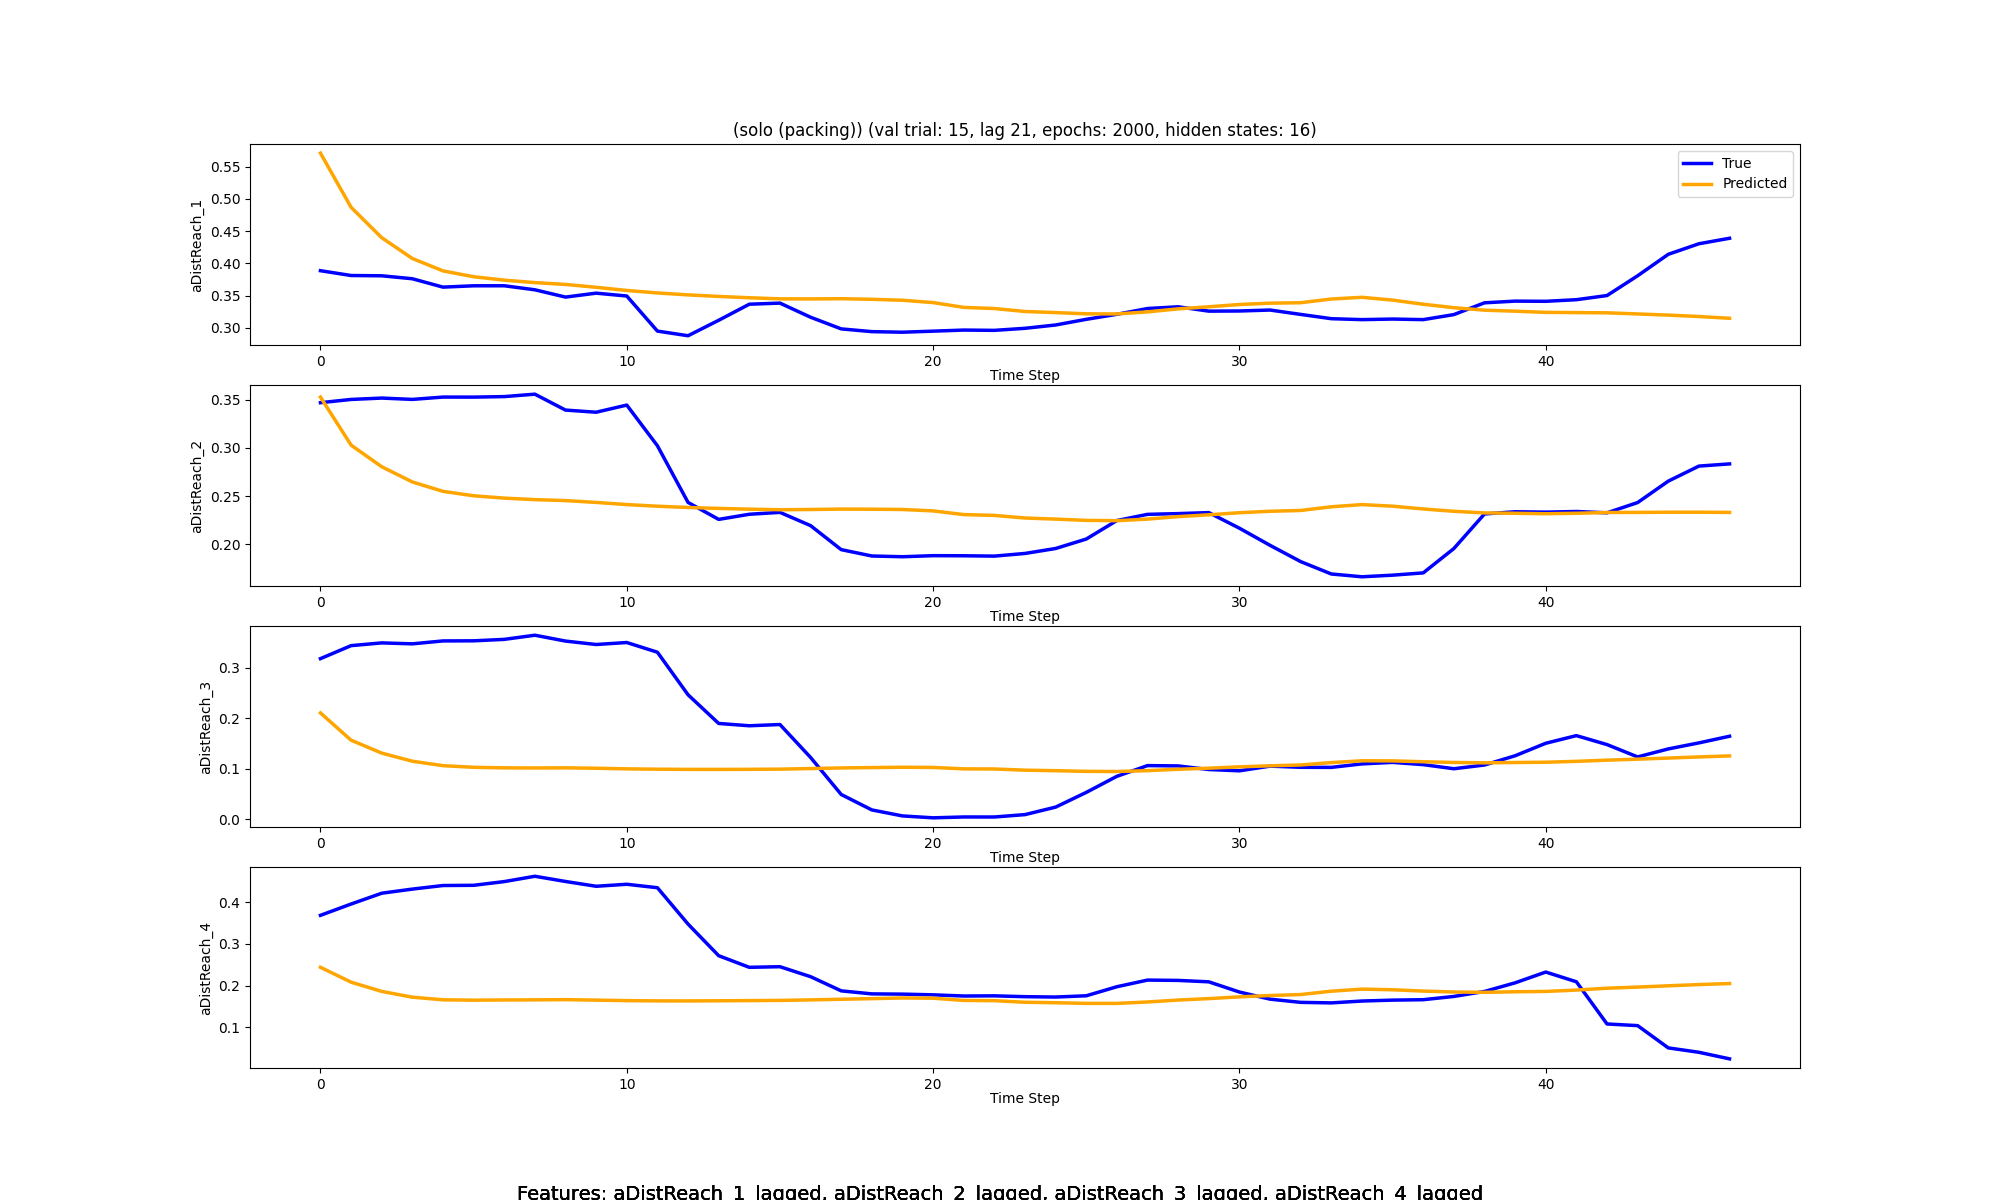 (solo (packing)) (val trial: 15, lag 21, epochs: 2000, hidden states: 16)
True
Predicted
aDistReach_1
0.55
0.50
0.45
0.40
0.35
0.30
0 10 20 30 40
Time Step
aDistReach_2
0.35
0.30
0.25
0.20
0 10 20 30 40
Time Step
aDistReach_3
0.3
0.2
0.1
0.0
0 10 20 30 40
Time Step
aDistReach_4
0.4
0.3
0.2
0.1
0 10 20 30 40
Time Step
Features: aDistReach_1_lagged, aDistReach_2_lagged, aDistReach_3_lagged, aDistReach_4_lagged